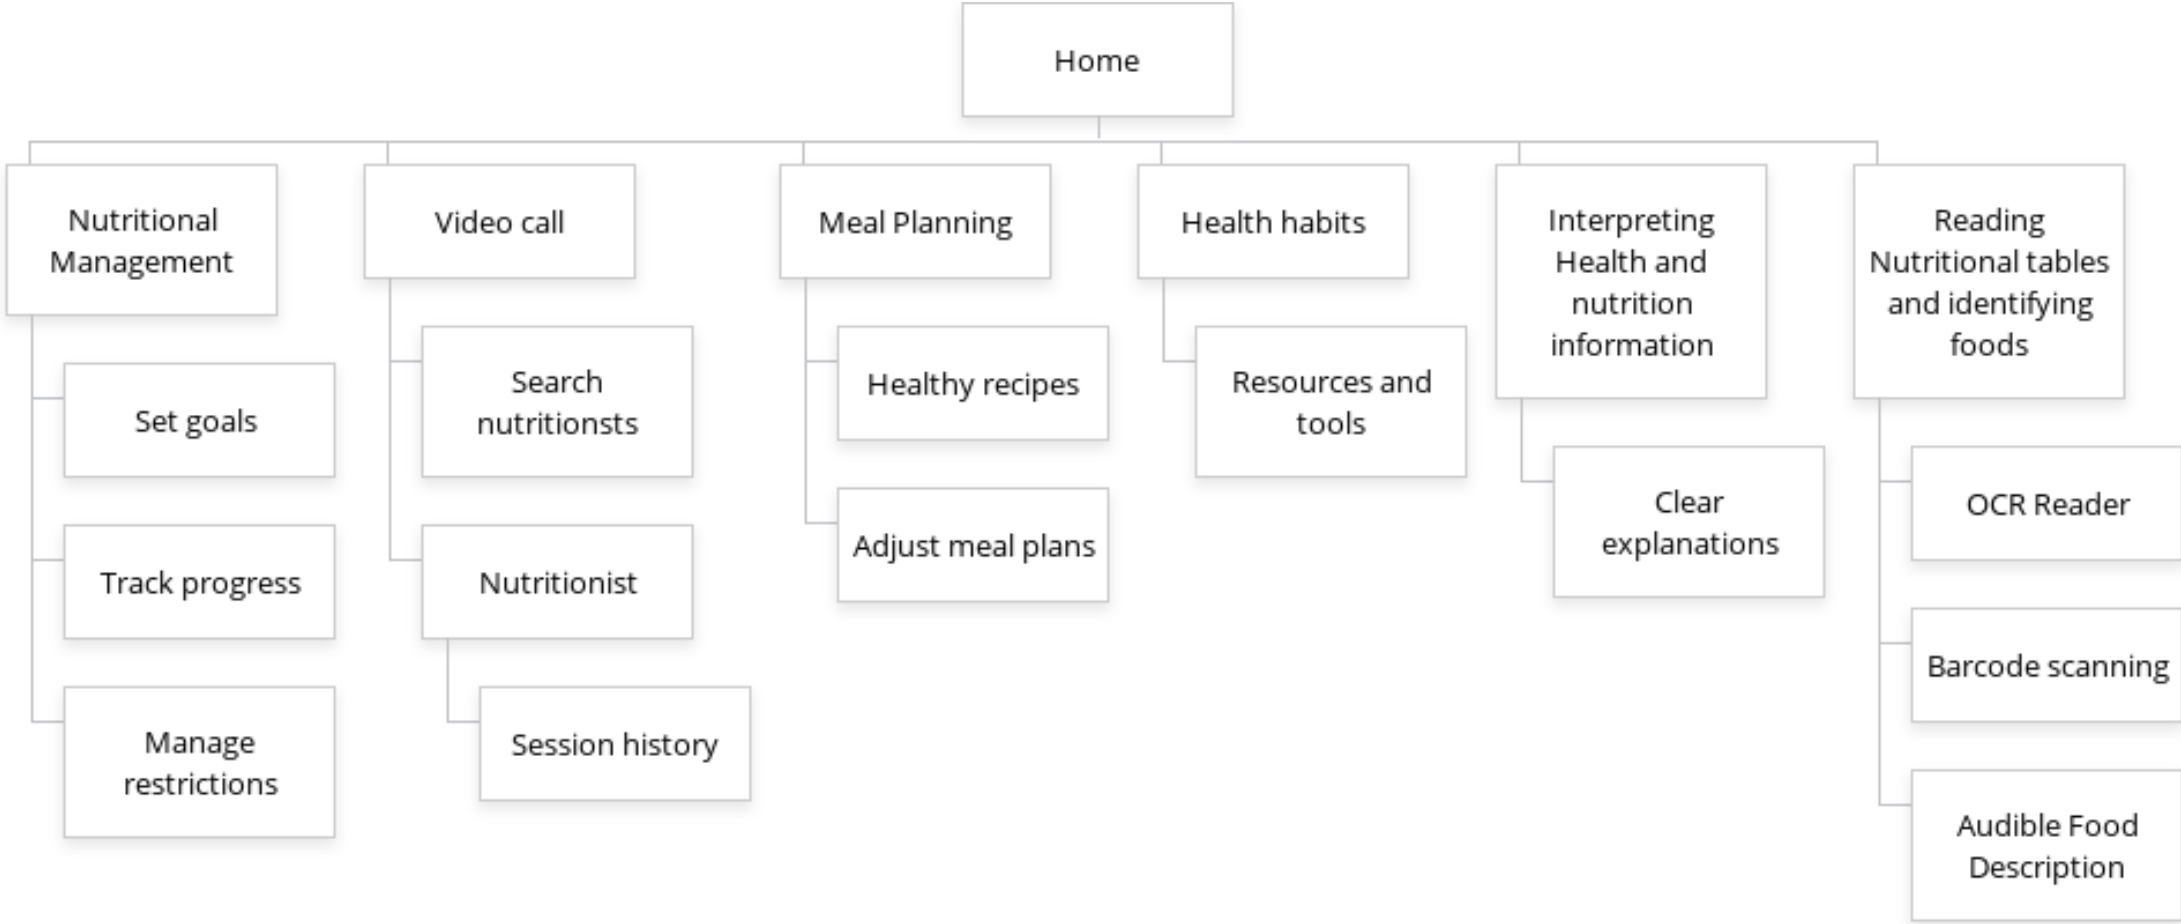 Home
Nutritional
Management
Set goals
Track progress
Manage
restrictions
Video call
Search
nutritionsts
Nutritionist
Session history
Meal Planning
Healthy recipes
Adjust meal plans
Health habits
Resources and
tools
Interpreting
Health and
nutrition
information
Clear
explanations
Reading
Nutritional tables
and identifying
foods
OCR Reader
Barcode scanning
Audible Food
Description